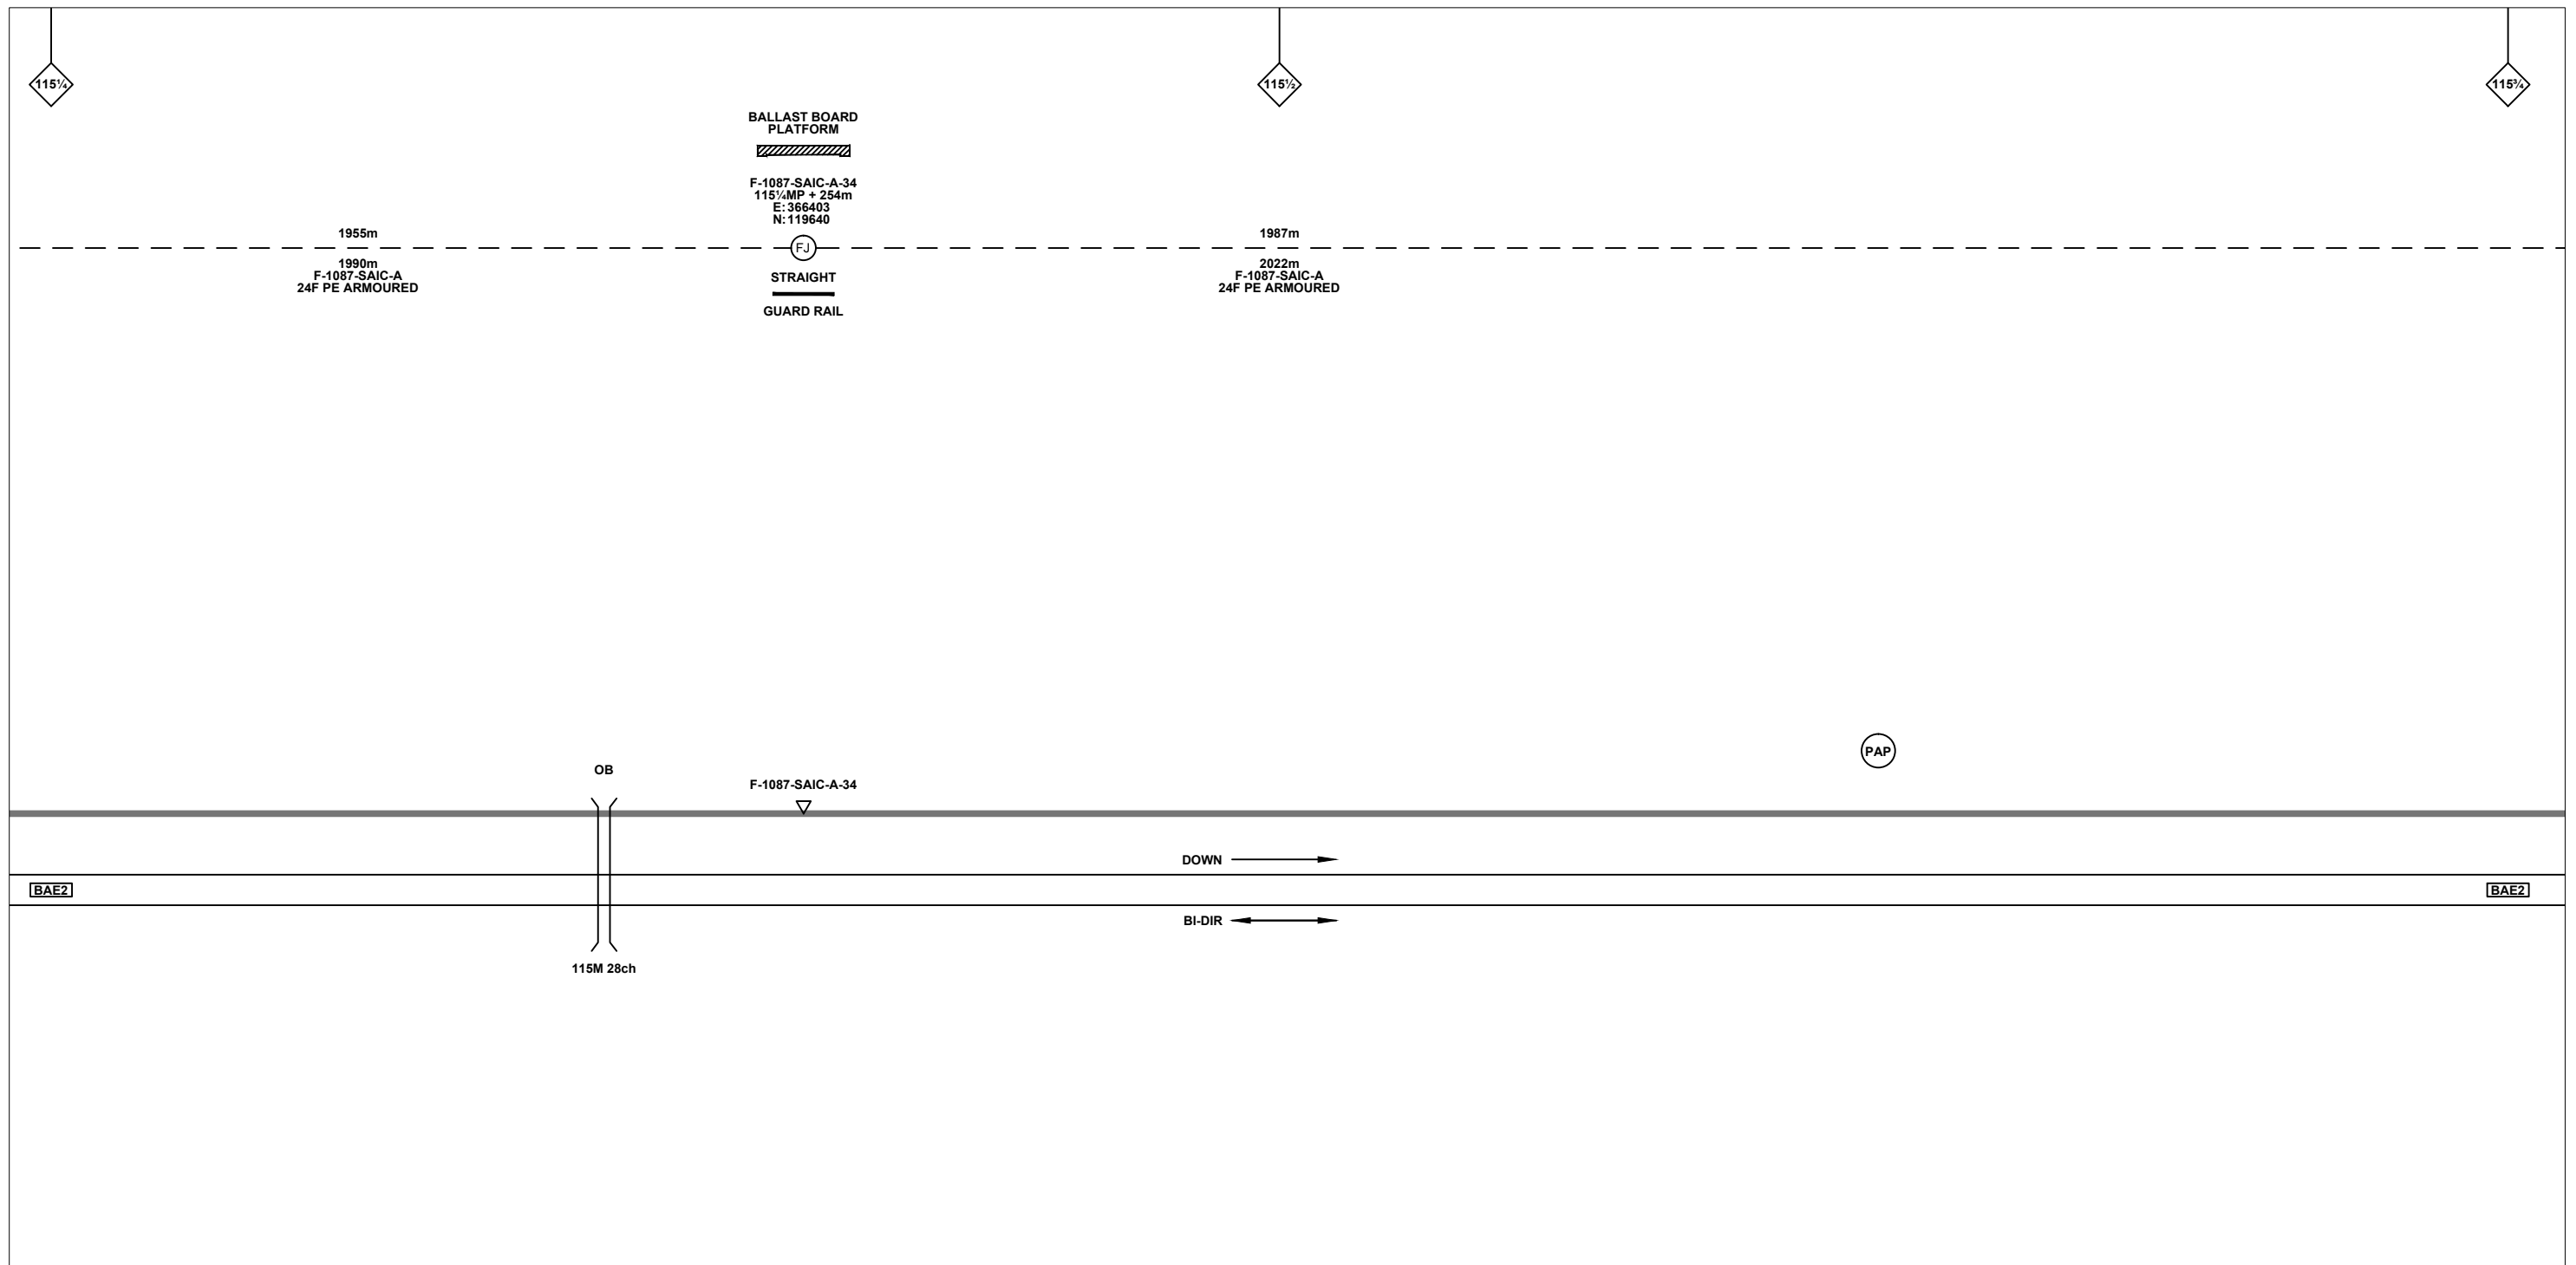 115¼
115½
115¾
BALLAST BOARD
PLATFORM
F-1087-SAIC-A-34
115¼MP + 254m
E:366403
N:119640
1955m
1987m
FJ
1990m
F-1087-SAIC-A
24F PE ARMOURED
STRAIGHT
GUARD RAIL
2022m
F-1087-SAIC-A
24F PE ARMOURED
PAP
OB
F-1087-SAIC-A-34
DOWN
BAE2
BAE2
BI-DIR
115M 28ch